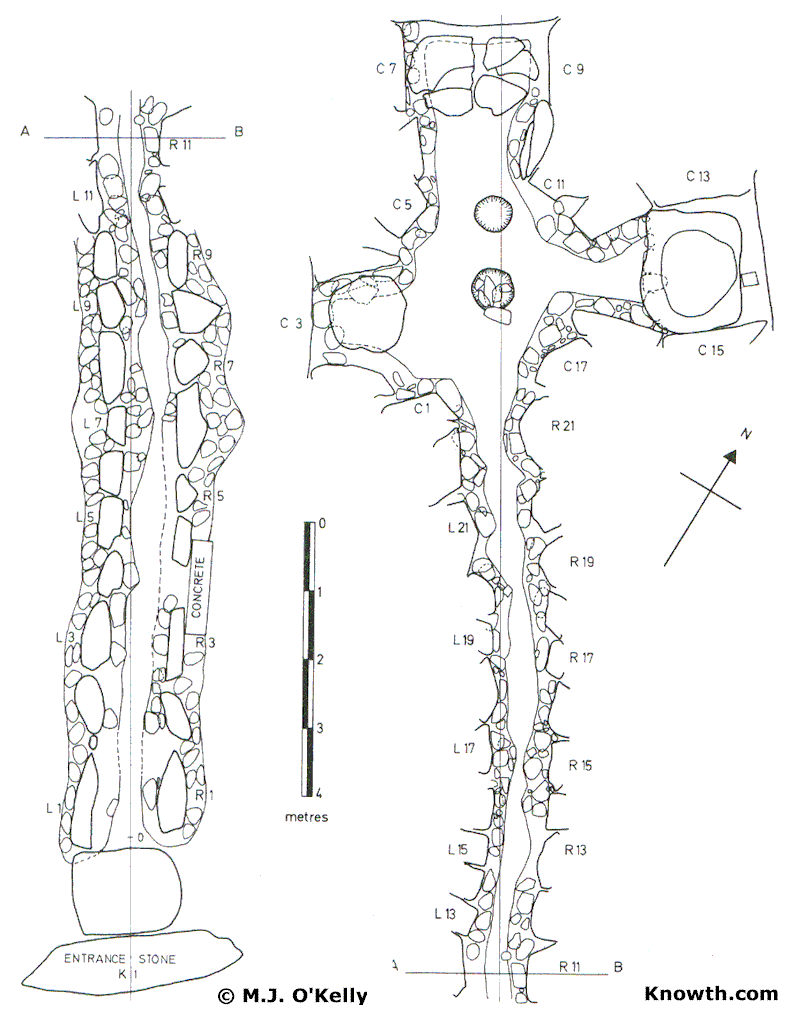 A
B
R 11
L 11
R 9
L 9
R 7
L 7
R 5
L 5
CONCRETE
L 3
R 3
L 1
R 1
0
ENTRANCE STONE
K 1
0
1
2
3
4
metres
C 7
C 9
C 5
C 11
C 13
C 3
C 15
C 1
C 17
R 21
N
L 21
R 19
L 19
R 17
L 17
R 15
L 15
R 13
L 13
A
R 11
B
© M.J. O'Kelly
Knowth.com